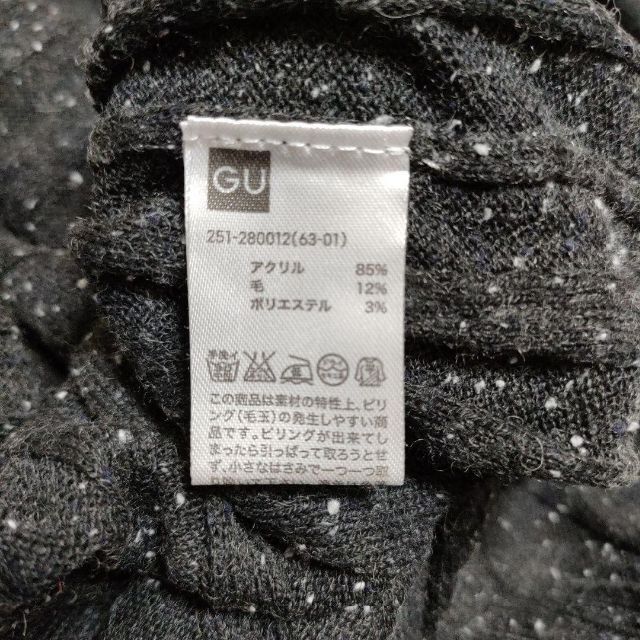 GU
251-280012(63-01)
アクリル 85%
毛 12%
ポリエステル 3%
手洗イ
この商品は素材の特性上、ピリ
ング(毛玉)の発生しやすい商
品です。ピリングが出来てし
まったら引っぱって取ろうとせ
ず、小さなはさみで一つ一つ丁